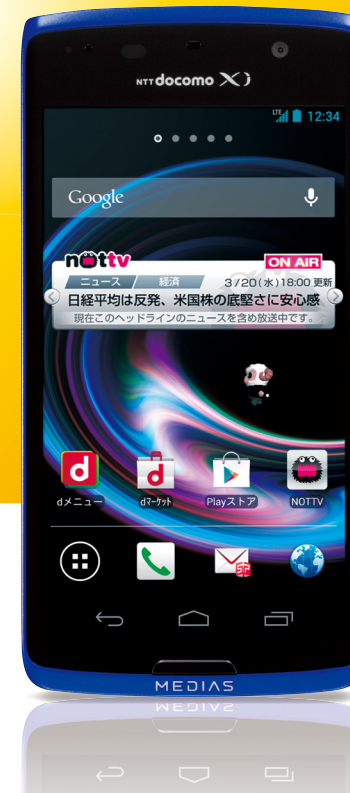 NTT docomo Xi
LTE 12:34
Google
nottv ON AIR
ニュース 経済 3/20(水)18:00 更新
日経平均は反発、米国株の底堅さに安心感
現在このヘッドラインのニュースを含め放送中です。
dメニュー dマーケット Playストア NOTTV
MEDIAS